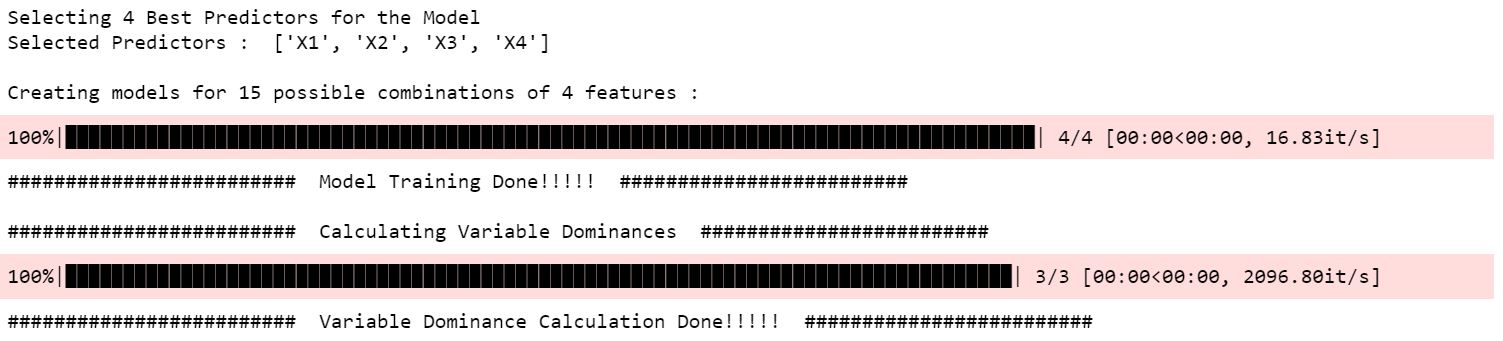 Selecting 4 Best Predictors for the Model
Selected Predictors :  ['X1', 'X2', 'X3', 'X4']
Creating models for 15 possible combinations of 4 features :
100%|██████████████████████████████████████████████████████████████████████████████████| 4/4 [00:00<00:00, 16.83it/s]
#########################  Model Training Done!!!!!  #########################
#########################  Calculating Variable Dominances  #########################
100%|████████████████████████████████████████████████████████████████████████████████| 3/3 [00:00<00:00, 2096.80it/s]
#########################  Variable Dominance Calculation Done!!!!!  #########################